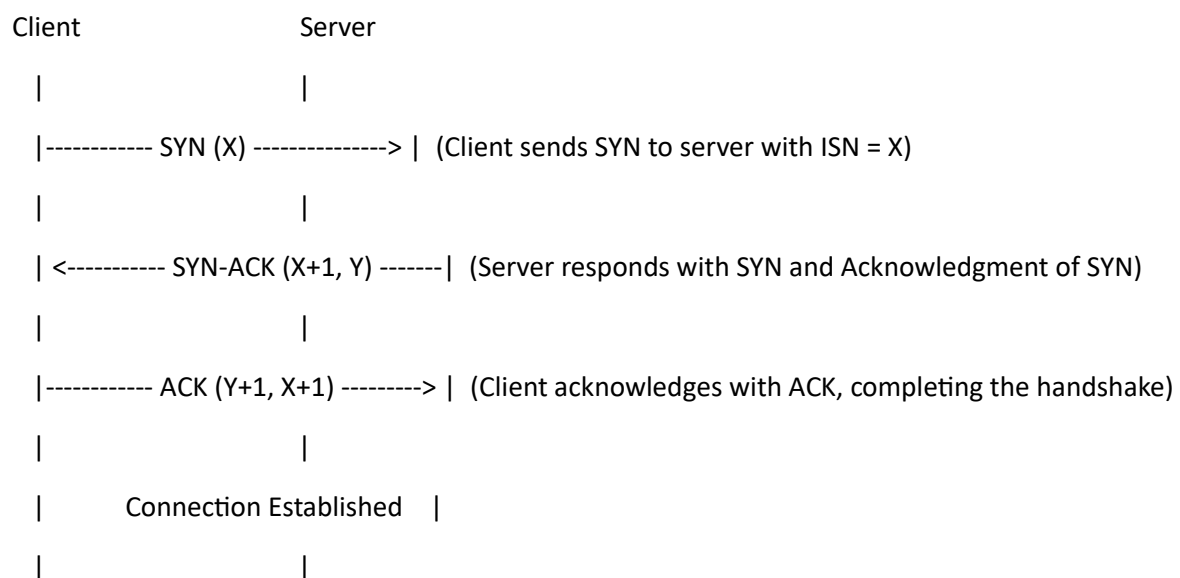 Client Server
| |
|------------ SYN (X) ---------------> | (Client sends SYN to server with ISN = X)
| |
| <----------- SYN-ACK (X+1, Y) -------| (Server responds with SYN and Acknowledgment of SYN)
| |
|------------ ACK (Y+1, X+1) ---------> | (Client acknowledges with ACK, completing the handshake)
| |
| Connection Established |
| |